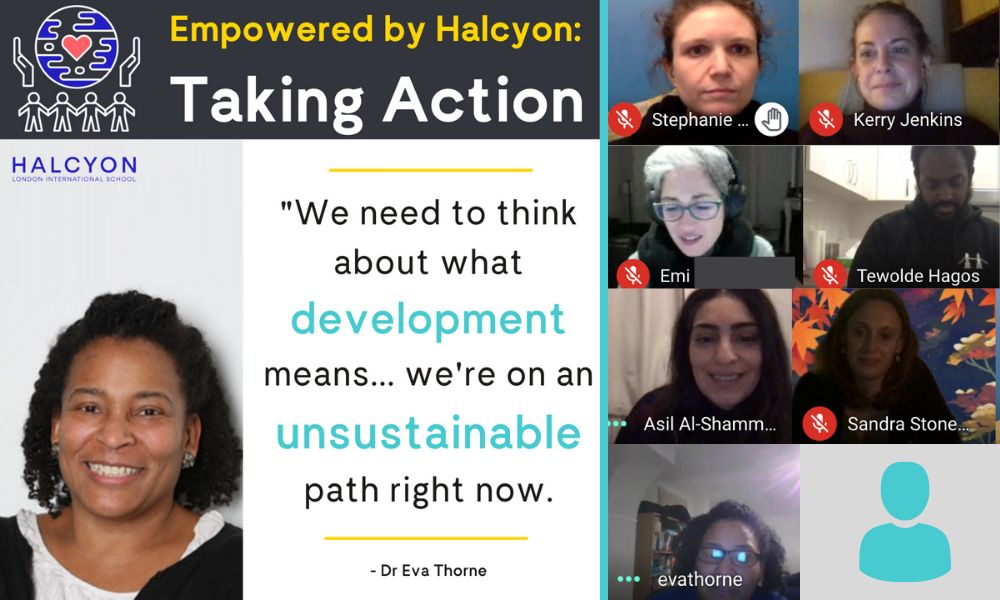 Empowered by Halcyon:
Taking Action
HALCYON
LONDON INTERNATIONAL SCHOOL
"We need to think
about what
development
means... we're on an
unsustainable
path right now.
- Dr Eva Thorne
Stephanie ...
Kerry Jenkins
Emi
Tewolde Hagos
Asil Al-Shamm...
Sandra Stone...
evathorne